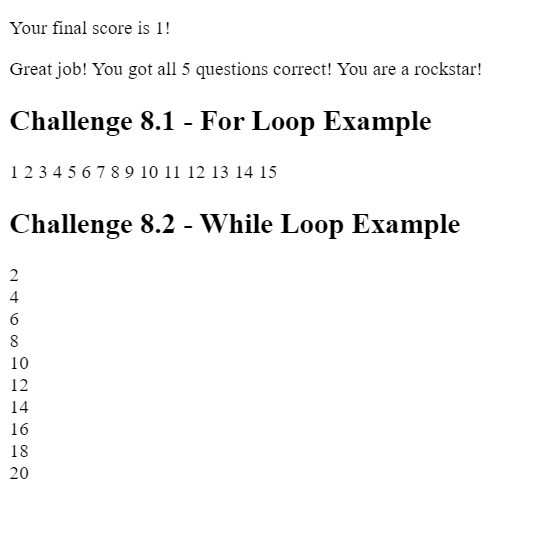 Your final score is 1!
Great job! You got all 5 questions correct! You are a rockstar!
Challenge 8.1 - For Loop Example
1 2 3 4 5 6 7 8 9 10 11 12 13 14 15
Challenge 8.2 - While Loop Example
2
4
6
8
10
12
14
16
18
20